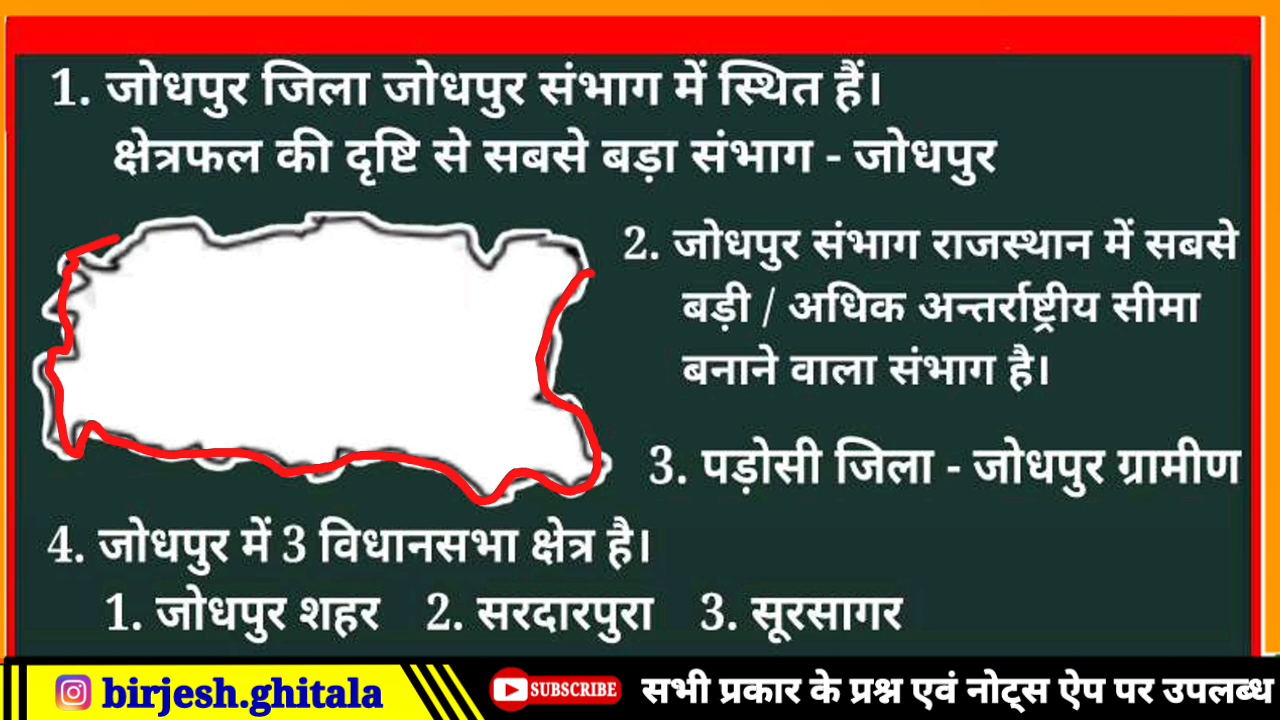 1. जोधपुर जिला जोधपुर संभाग में स्थित हैं।
क्षेत्रफल की दृष्टि से सबसे बड़ा संभाग - जोधपुर
2. जोधपुर संभाग राजस्थान में सबसे
बड़ी / अधिक अन्तर्राष्ट्रीय सीमा
बनाने वाला संभाग है।
3. पड़ोसी जिला - जोधपुर ग्रामीण
4. जोधपुर में 3 विधानसभा क्षेत्र है।
1. जोधपुर शहर 2. सरदारपुरा 3. सूरसागर
birjesh.ghitala SUBSCRIBE सभी प्रकार के प्रश्न एवं नोट्स ऐप पर उपलब्ध